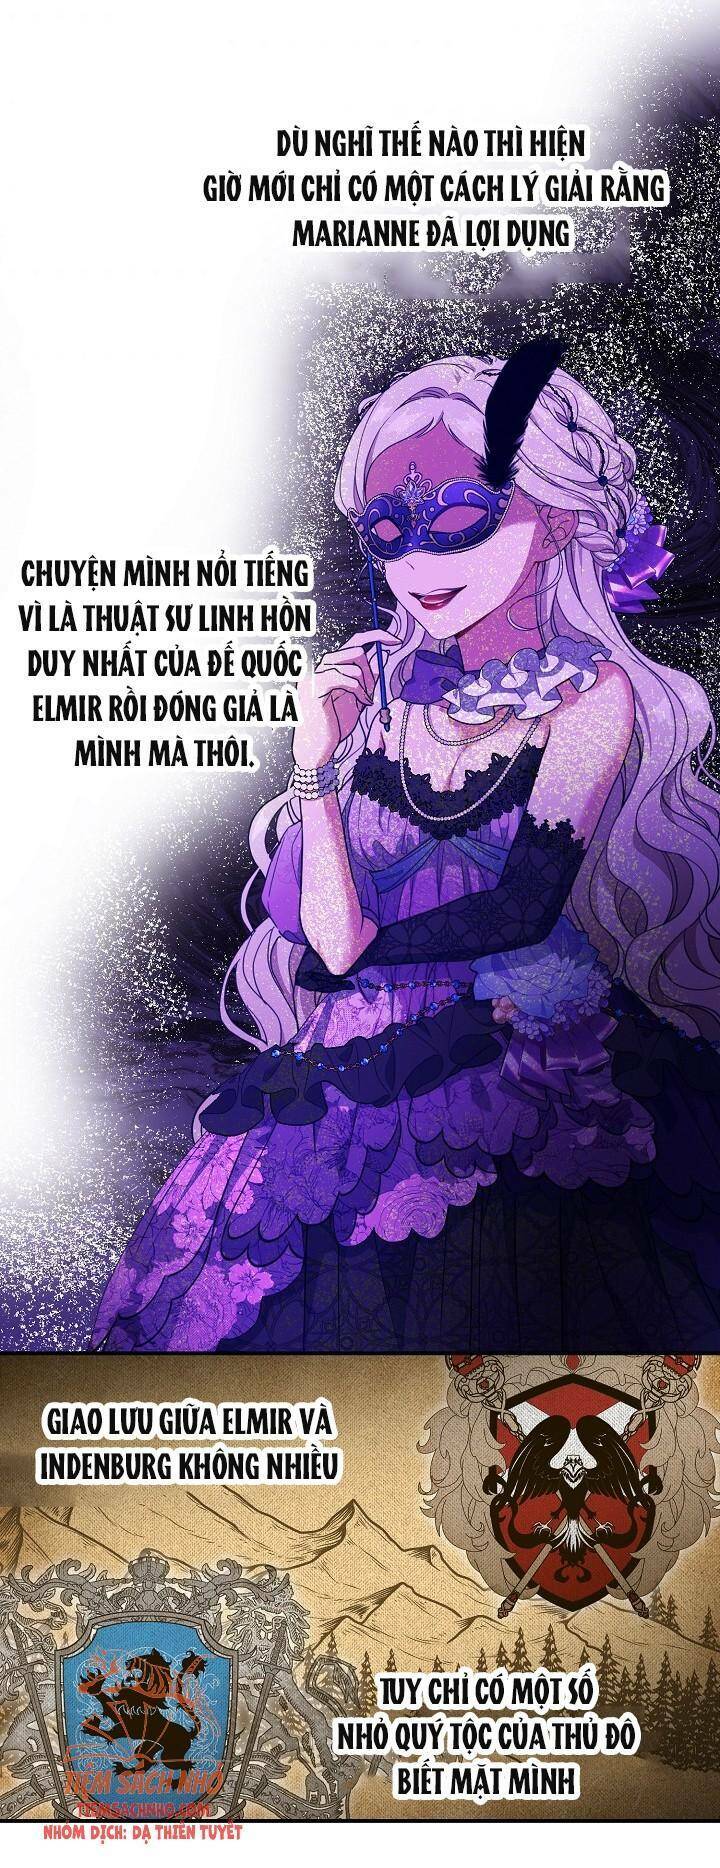 DÙ NGHĨ THẾ NÀO THÌ HIỆN
GIỜ MỚI CHỈ CÓ MỘT CÁCH LÝ GIẢI RẰNG
MARIANNE ĐÃ LỢI DỤNG
CHUYỆN MÌNH NỔI TIẾNG
VÌ LÀ THUẬT SƯ LINH HỒN
DUY NHẤT CỦA ĐẾ QUỐC
ELMIR RỒI ĐÓNG GIẢ LÀ
MÌNH MÀ THÔI.
GIAO LƯU GIỮA ELMIR VÀ
INDENBURG KHÔNG NHIỀU
TUY CHỈ CÓ MỘT SỐ
NHỎ QUÝ TỘC CỦA THỦ ĐÔ
BIẾT MẶT MÌNH
TIỆM SÁCH NHỎ
TIEMSACHNHO.COM
NHÓM DỊCH: DẠ THIÊN TUYẾT